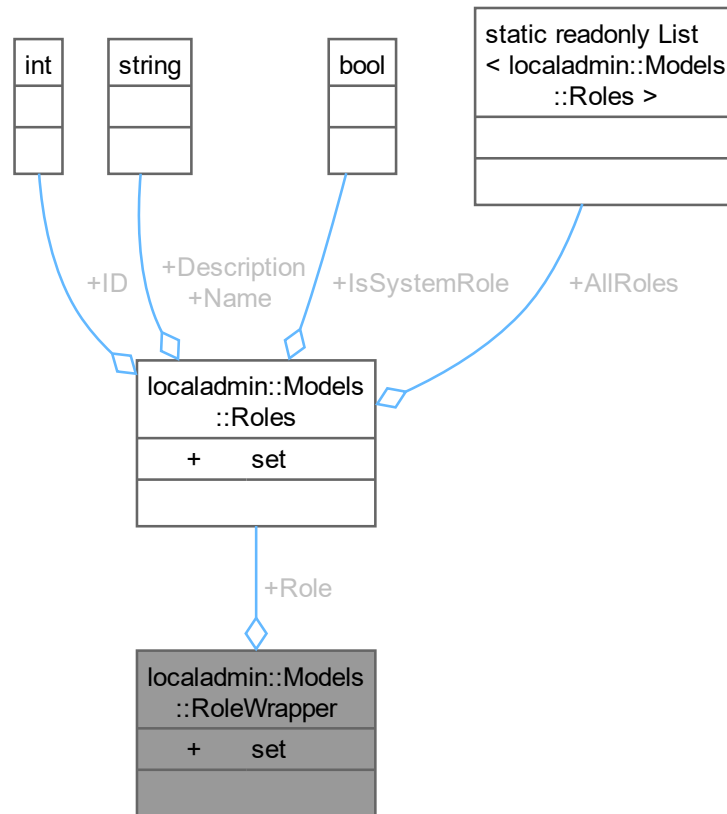 int
string
bool
static readonly List
< localadmin::Models
::Roles >
+ID
+Description
+Name
+IsSystemRole
+AllRoles
localadmin::Models
::Roles
+ set
+Role
localadmin::Models
::RoleWrapper
+ set